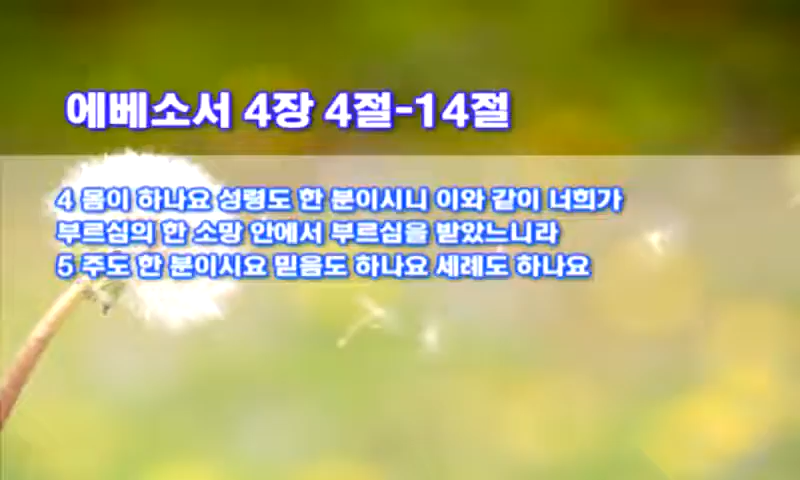 에베소서 4장 4절-14절
4 몸이 하나요 성령도 한 분이시니 이와 같이 너희가
부르심의 한 소망 안에서 부르심을 받았느니라
5 주도 한 분이시요 믿음도 하나요 세례도 하나요